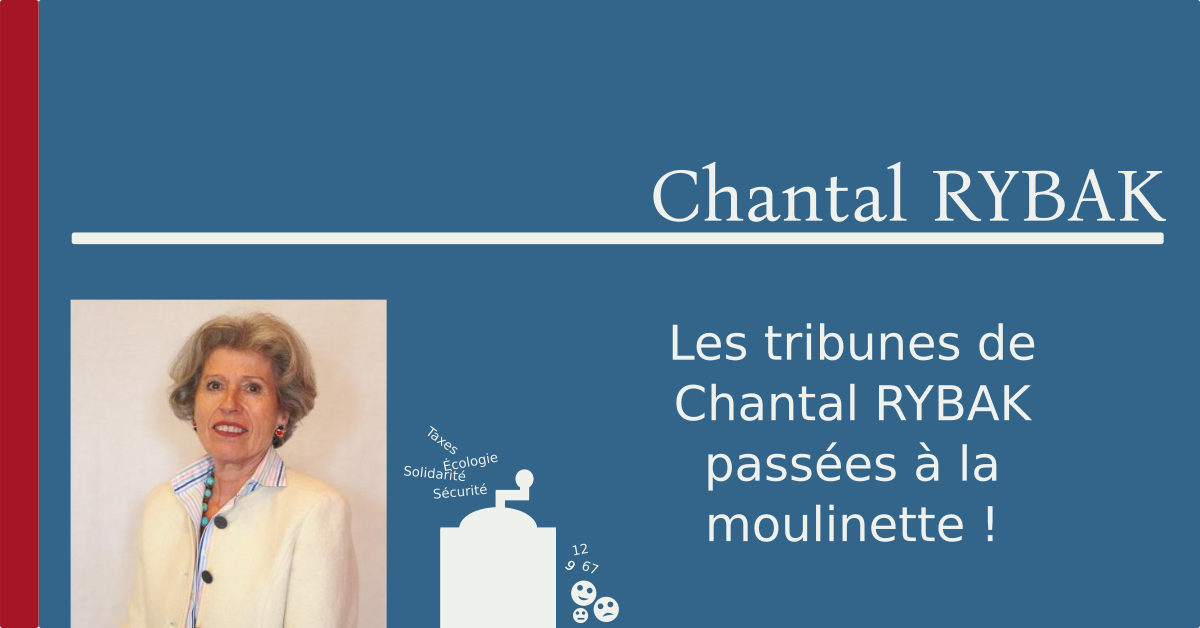 Chantal RYBAK
Les tribunes de
Chantal RYBAK
passées à la
moulinette !
Taxes
Écologie
Solidarité
Sécurité
12
9 67